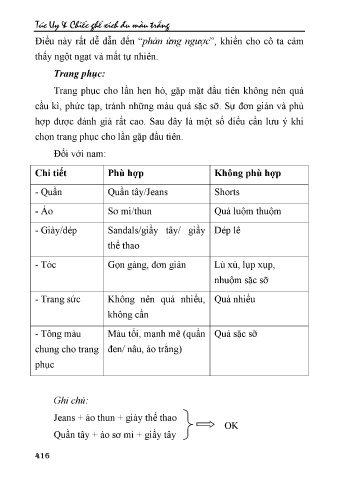 Túc Uy & Chiếc ghế xích đu màu trắng
Điều này rất dễ dẫn đến “phản ứng ngược”, khiến cho cô ta cảm
thấy ngột ngạt và mất tự nhiên.
Trang phục:
Trang phục cho lần hẹn hò, gặp mặt đầu tiên không nên quá
cầu kì, phức tạp, tránh những màu quá sặc sỡ. Sự đơn giản và phù
hợp được đánh giá rất cao. Sau đây là một số điều cần lưu ý khi
chọn trang phục cho lần gặp đầu tiên.
Đối với nam:
Chi tiết Phù hợp Không phù hợp
- Quần Quần tây/Jeans Shorts
- Áo Sơ mi/thun Quá luộm thuộm
- Giày/dép Sandals/giầy tây/ giầy Dép lê
thể thao
- Tóc Gọn gàng, đơn giản Lù xù, lụp xụp,
nhuộm sặc sỡ
- Trang sức Không nên quá nhiều, Quá nhiều
không cần
- Tông màu Màu tối, mạnh mẽ (quần Quá sặc sỡ
chung cho trang đen/ nâu, áo trắng)
phục
Ghi chú:
Jeans + áo thun + giày thể thao
OK
Quần tây + áo sơ mi + giầy tây
416